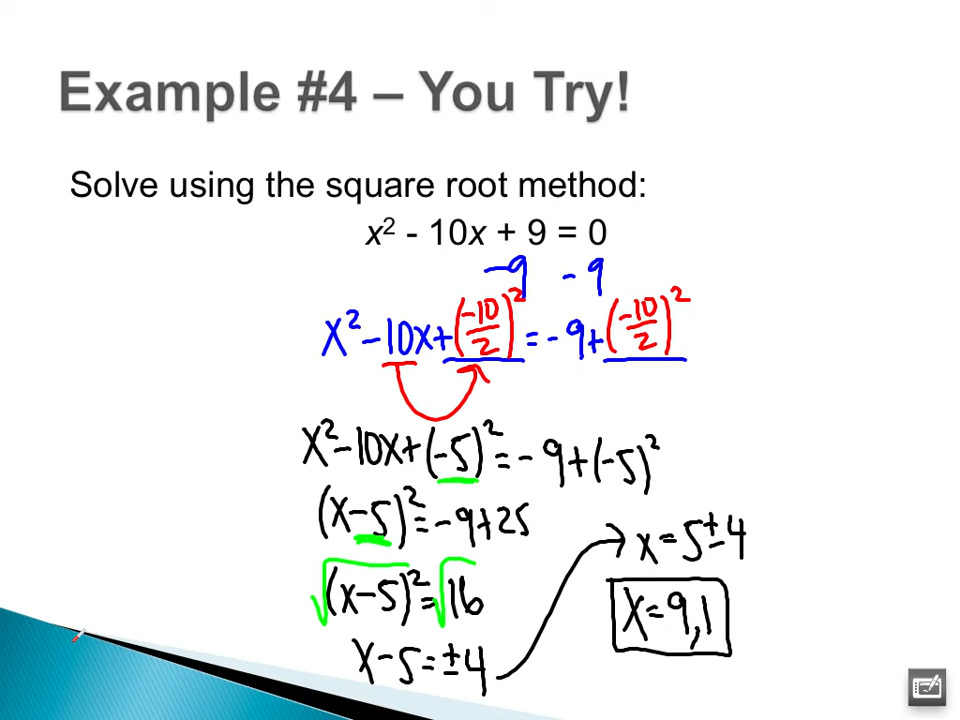 Example #4 – You Try!
Solve using the square root method:
x² - 10x + 9 = 0
-9 -9
x² - 10x + (-10/2)² = -9 + (-10/2)²
x² - 10x + (-5)² = -9 + (-5)²
(x - 5)² = -9 + 25
√(x - 5)² = √16
x - 5 = ±4
x = 5 ± 4
x = 9, 1